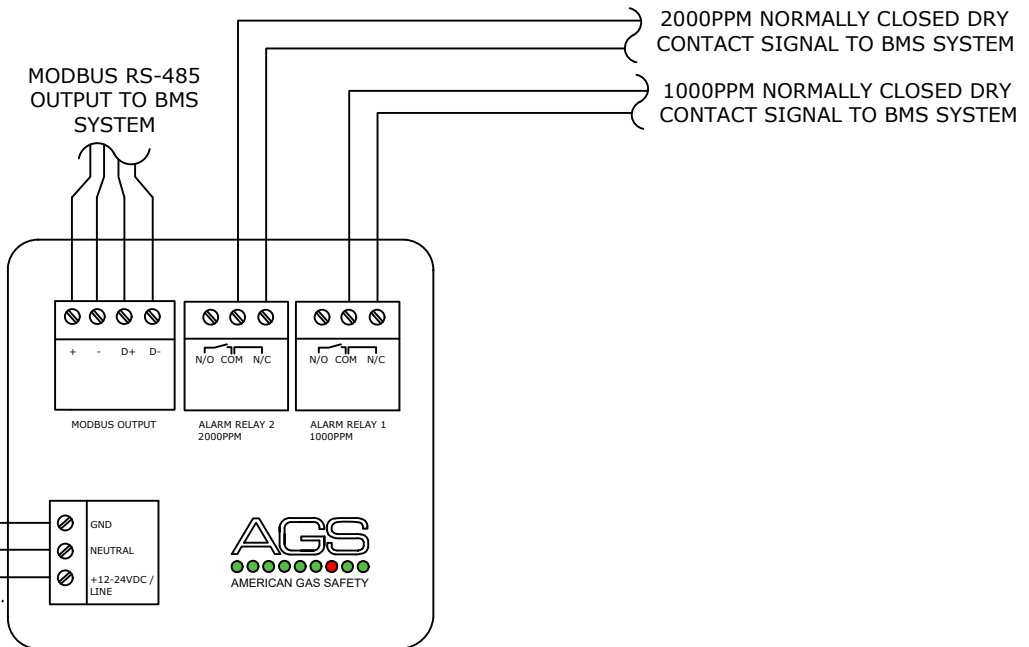 2000PPM NORMALLY CLOSED DRY
CONTACT SIGNAL TO BMS SYSTEM
1000PPM NORMALLY CLOSED DRY
CONTACT SIGNAL TO BMS SYSTEM
MODBUS RS-485
OUTPUT TO BMS
SYSTEM
+ - D+ D-
MODBUS OUTPUT
N/O COM N/C
ALARM RELAY 2
2000PPM
N/O COM N/C
ALARM RELAY 1
1000PPM
GND
NEUTRAL
+12-24VDC /
LINE
AGS
AMERICAN GAS SAFETY